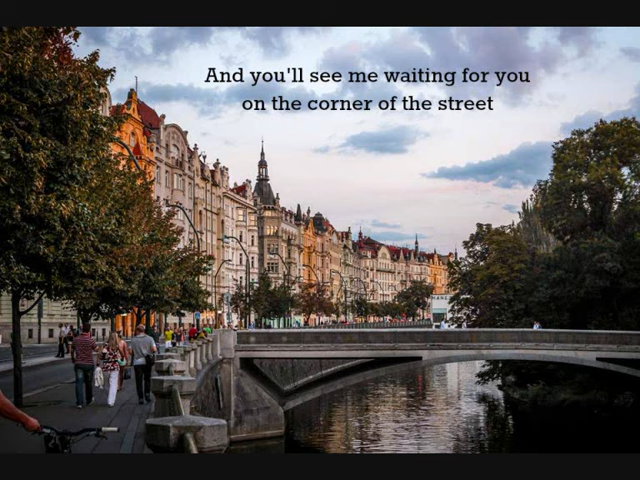 And you'll see me waiting for you
on the corner of the street